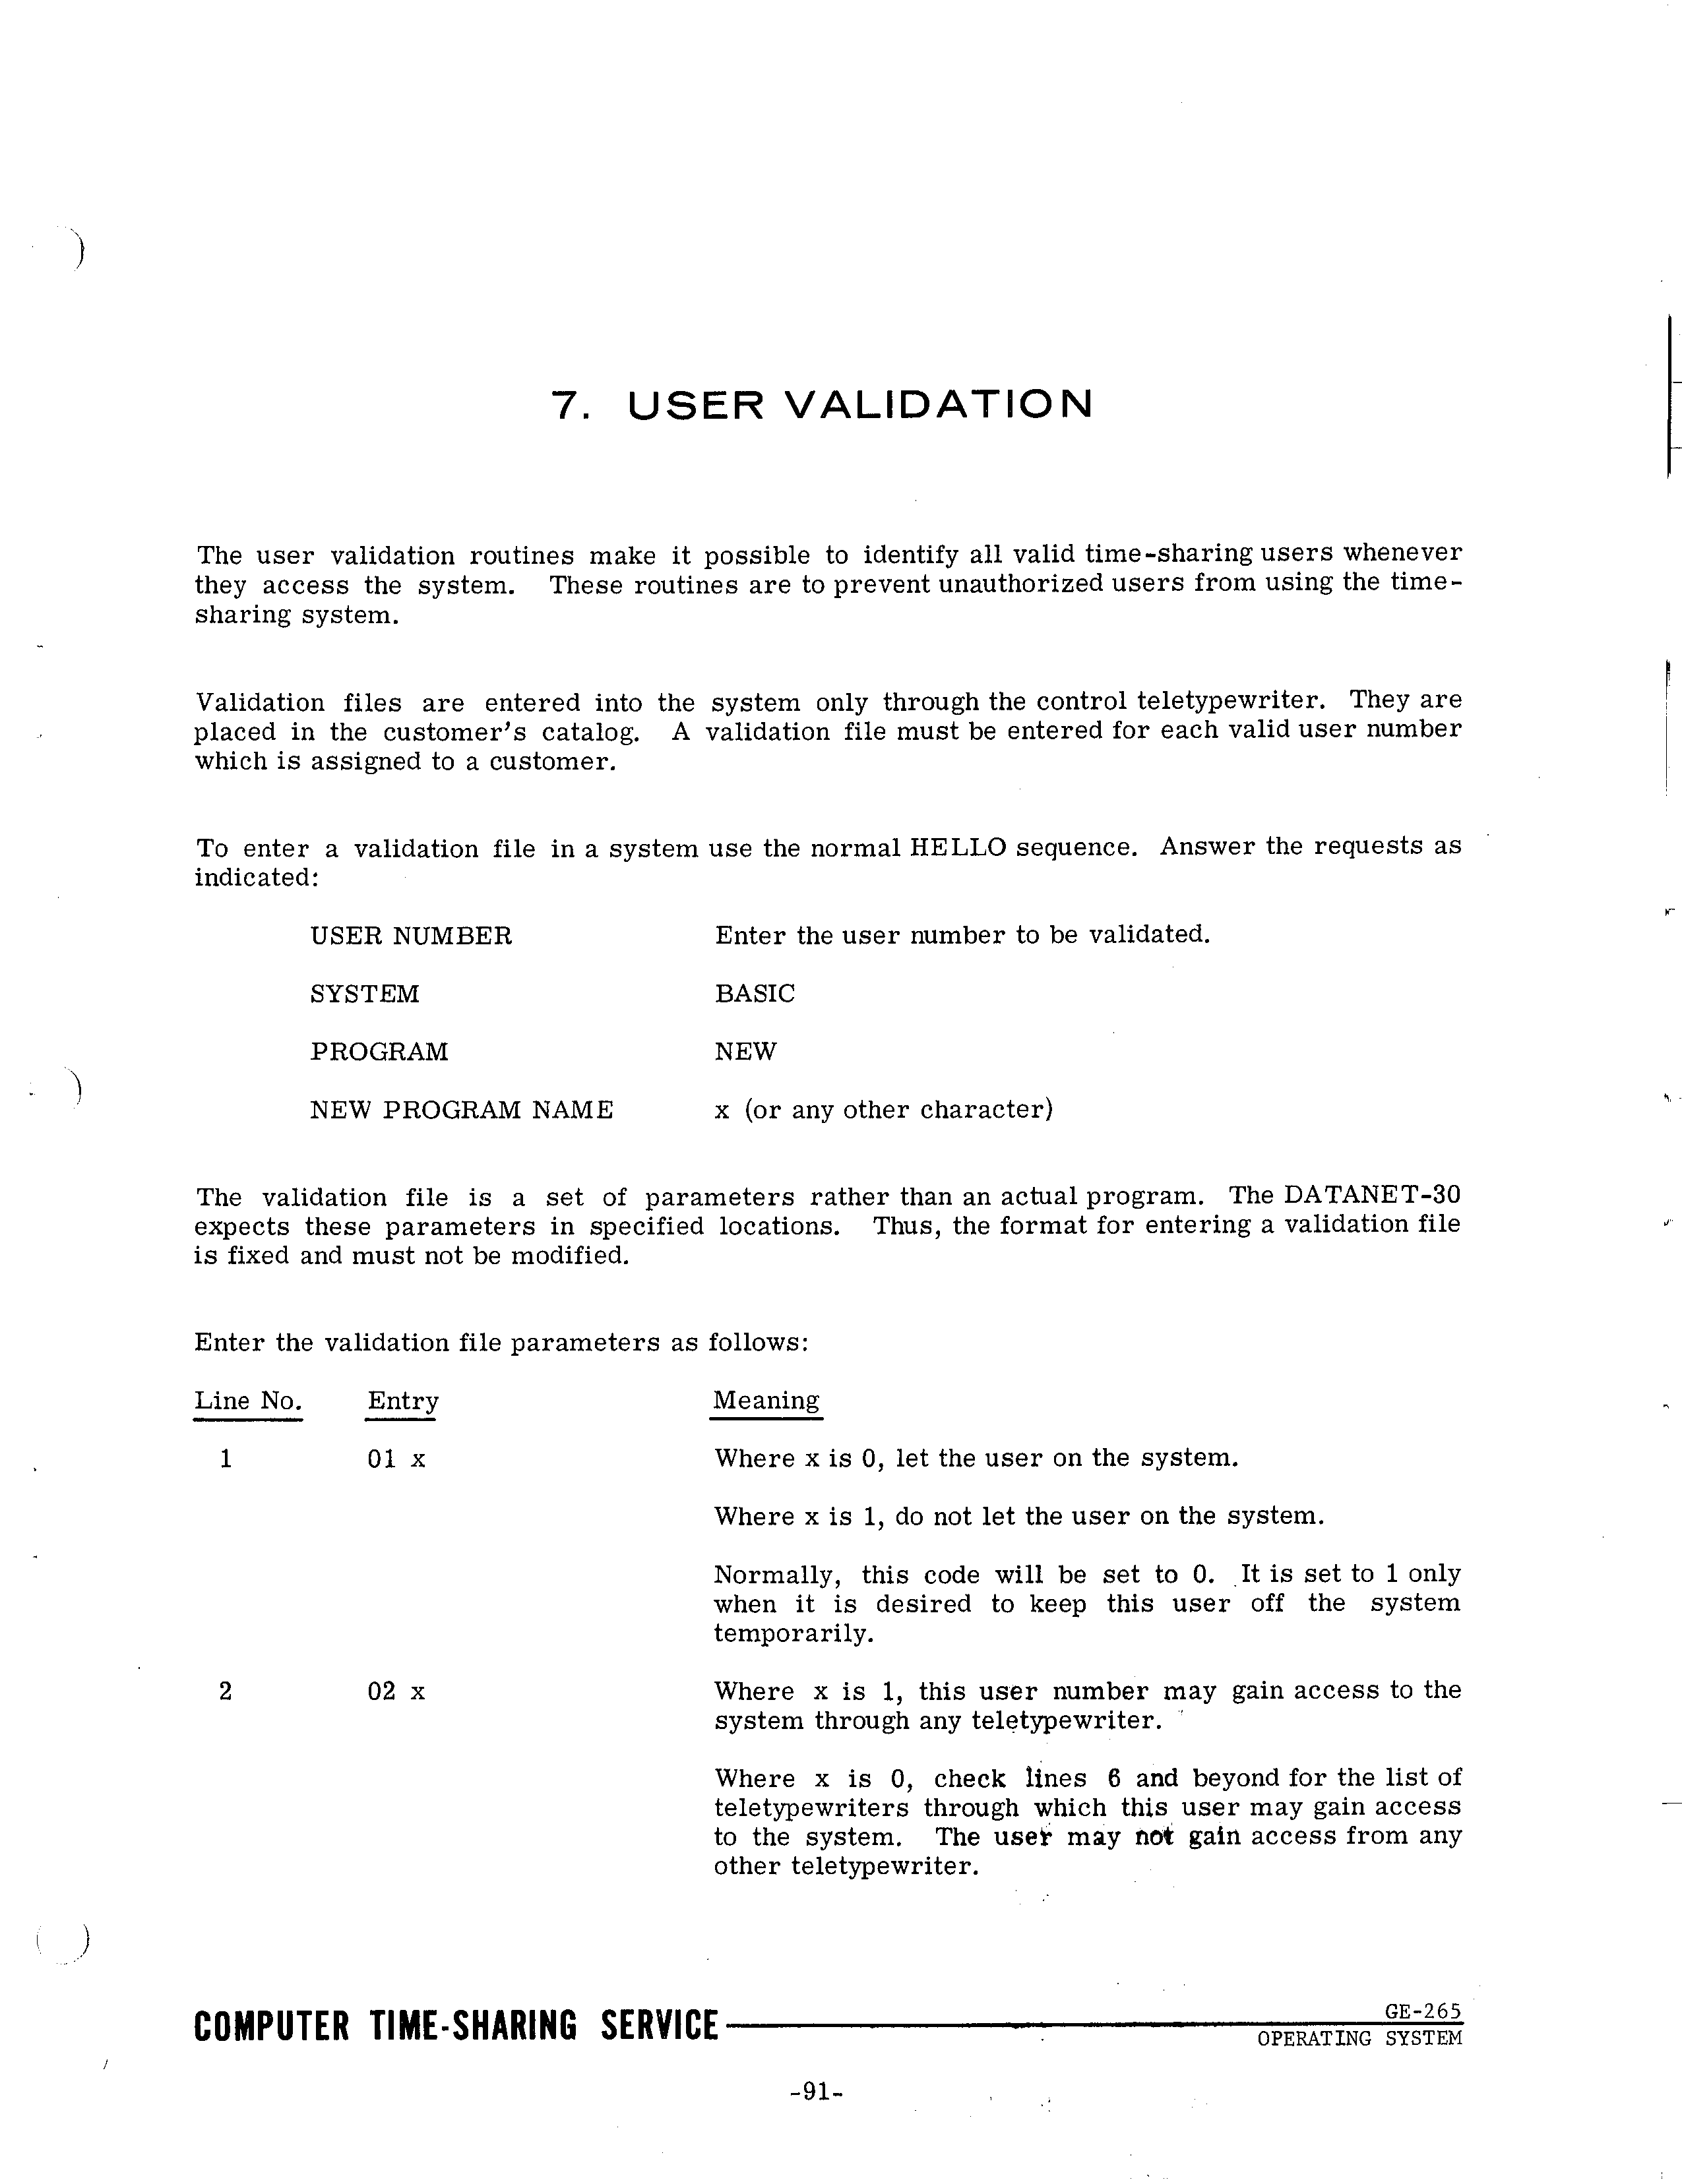 7. USER VALIDATION
The user validation routines make it possible to identify all valid time-sharing users whenever
they access the system. These routines are to prevent unauthorized users from using the time-
sharing system.
Validation files are entered into the system only through the control teletypewriter. They are
placed in the customer's catalog. A validation file must be entered for each valid user number
which is assigned to a customer.
To enter a validation file in a system use the normal HELLO sequence. Answer the requests as
indicated:
USER NUMBER Enter the user number to be validated.
SYSTEM BASIC
PROGRAM NEW
NEW PROGRAM NAME x (or any other character)
The validation file is a set of parameters rather than an actual program. The DATANET-30
expects these parameters in specified locations. Thus, the format for entering a validation file
is fixed and must not be modified.
Enter the validation file parameters as follows:
Line No. Entry Meaning
1 01 x Where x is 0, let the user on the system.
Where x is 1, do not let the user on the system.
Normally, this code will be set to 0. It is set to 1 only
when it is desired to keep this user off the system
temporarily.
2 02 x Where x is 1, this user number may gain access to the
system through any teletypewriter.
Where x is 0, check lines 6 and beyond for the list of
teletypewriters through which this user may gain access
to the system. The user may not gain access from any
other teletypewriter.
COMPUTER TIME-SHARING SERVICE
GE-265
OPERATING SYSTEM
-91-